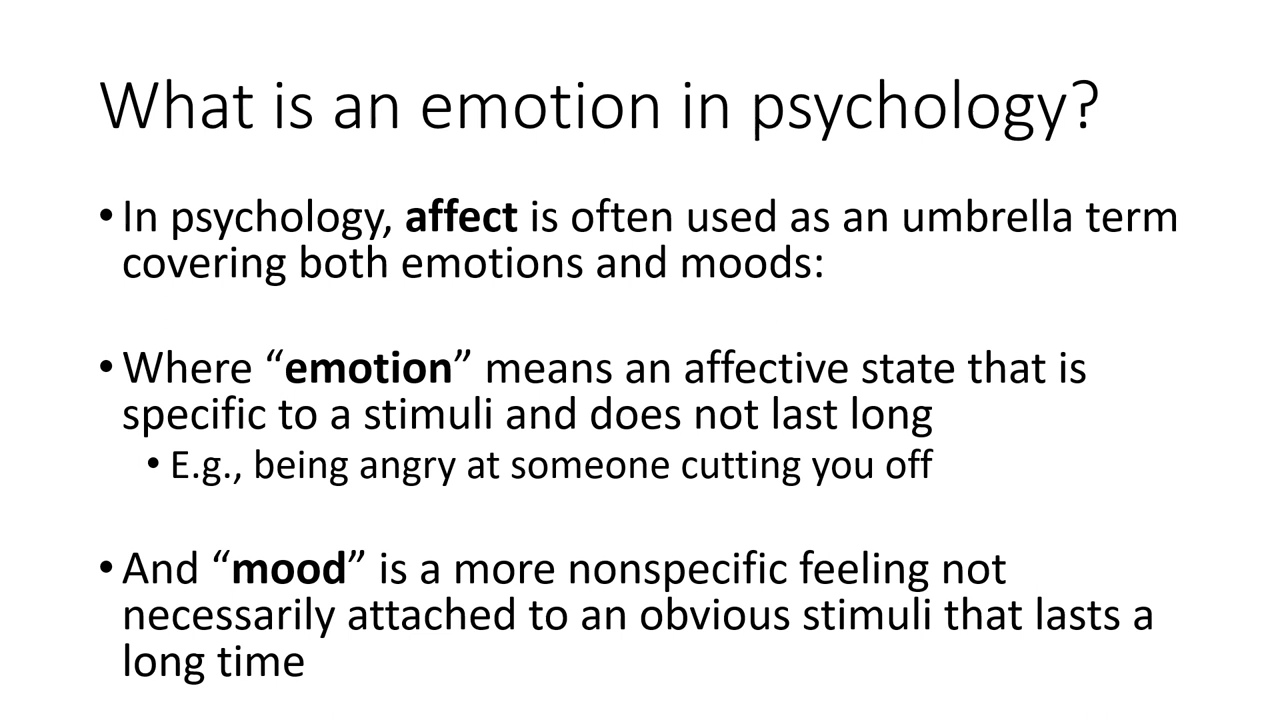 What is an emotion in psychology?
• In psychology, affect is often used as an umbrella term
covering both emotions and moods:
• Where “emotion” means an affective state that is
specific to a stimuli and does not last long
• E.g., being angry at someone cutting you off
• And “mood” is a more nonspecific feeling not
necessarily attached to an obvious stimuli that lasts a
long time